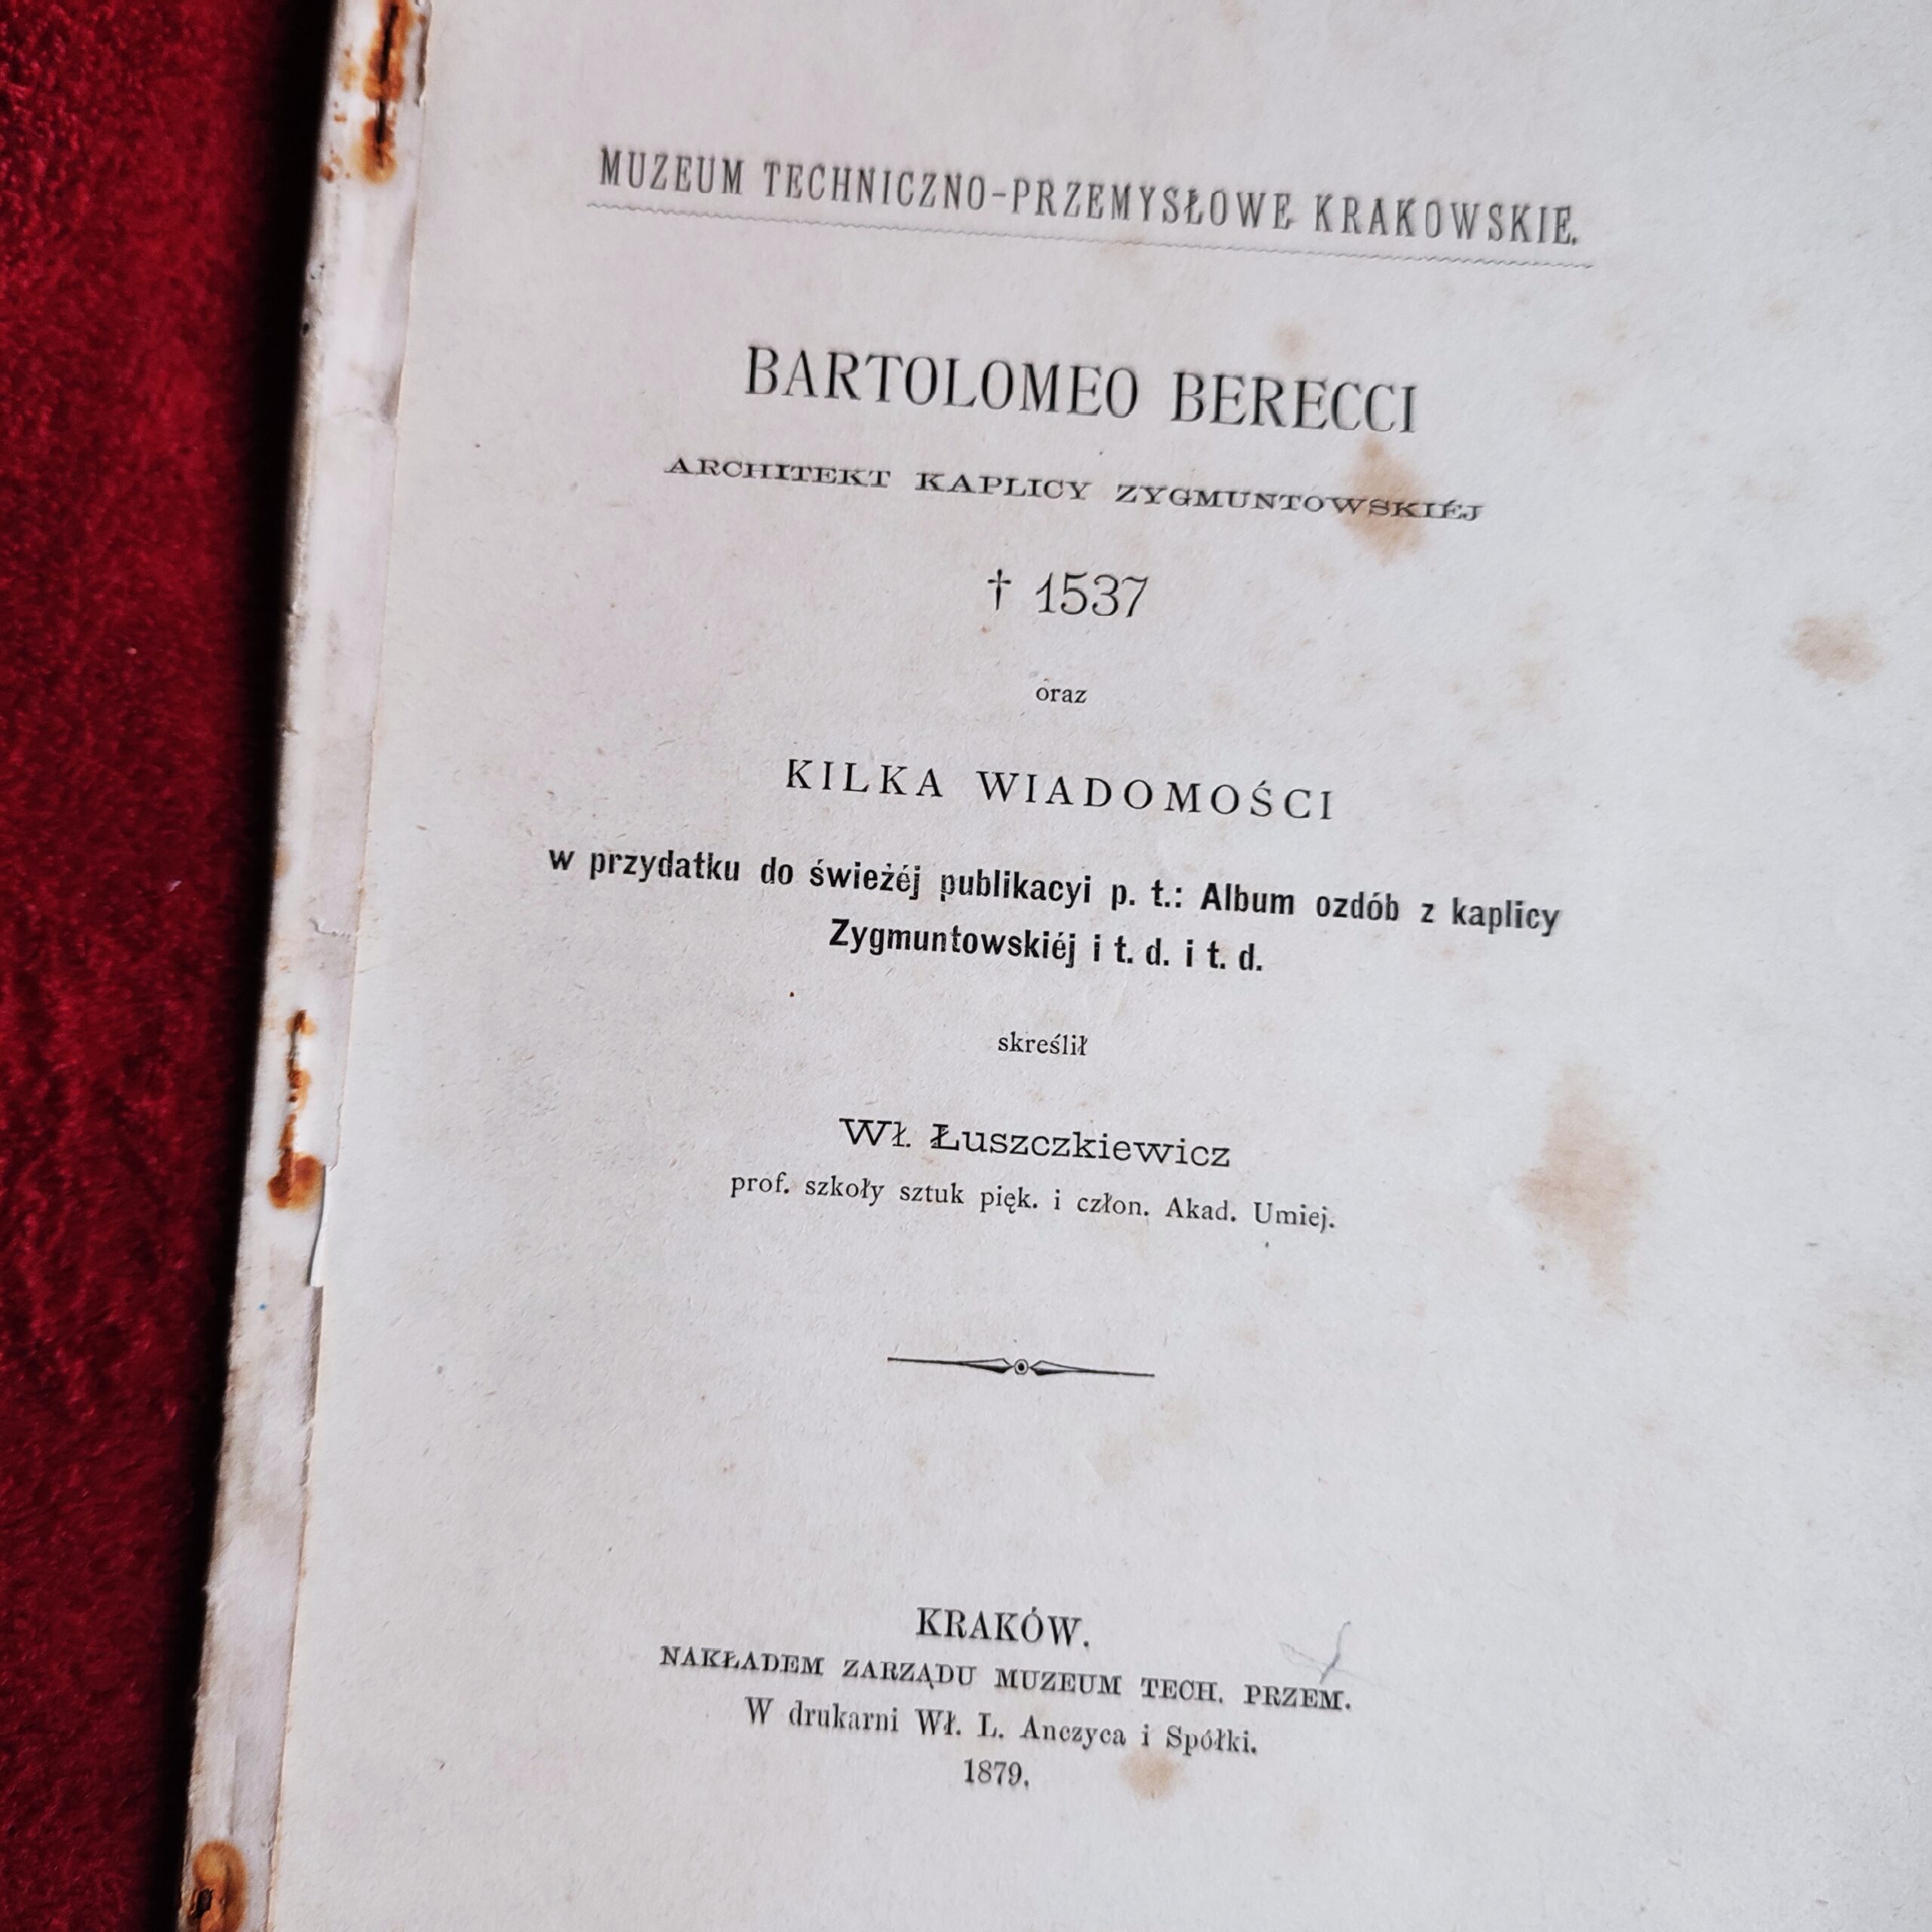 MUZEUM TECHNICZNO-PRZEMYSŁOWE KRAKOWSKIE.
BARTOLOMEO BERECCI
ARCHITEKT KAPLICY ZYGMUNTOWSKIÉJ
† 1537
oraz
KILKA WIADOMOŚCI
w przydatku do świeżéj publikacyi p. t.: Album ozdób z kaplicy
Zygmuntowskiéj i t. d. i t. d.
skreślił
Wł. Łuszczkiewicz
prof. szkoły sztuk pięk. i człon. Akad. Umiej.
KRAKÓW.
NAKŁADEM ZARZĄDU MUZEUM TECH. PRZEM.
W drukarni Wł. L. Anczyca i Spółki.
1879.